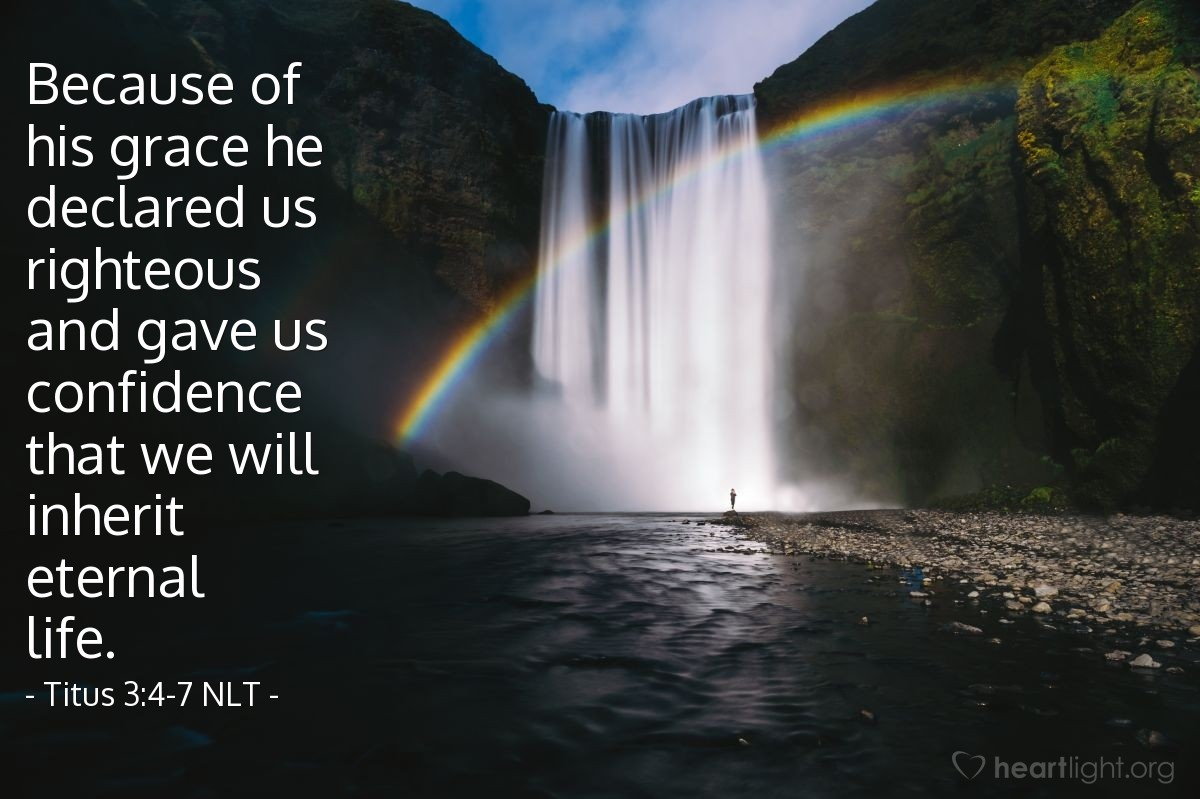 Because of
his grace he
declared us
righteous
and gave us
confidence
that we will
inherit
eternal
life.
- Titus 3:4-7 NLT -
heartlight.org